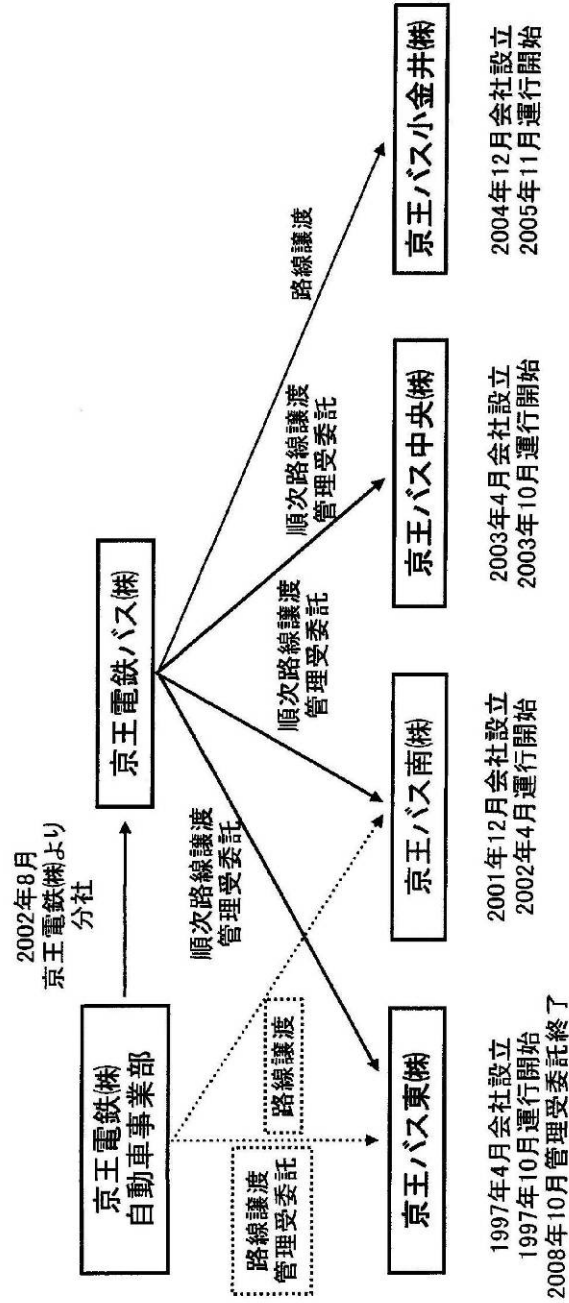 京王電鉄(株)
自動車事業部
2002年8月
京王電鉄(株)より
分社
京王電鉄バス(株)
路線譲渡
管理受委託
路線譲渡
順次路線譲渡
管理受委託
順次路線譲渡
管理受委託
順次路線譲渡
管理受委託
路線譲渡
京王バス東(株)
1997年4月会社設立
1997年10月運行開始
2008年10月管理受委託終了
京王バス南(株)
2001年12月会社設立
2002年4月運行開始
京王バス中央(株)
2003年4月会社設立
2003年10月運行開始
京王バス小金井(株)
2004年12月会社設立
2005年11月運行開始